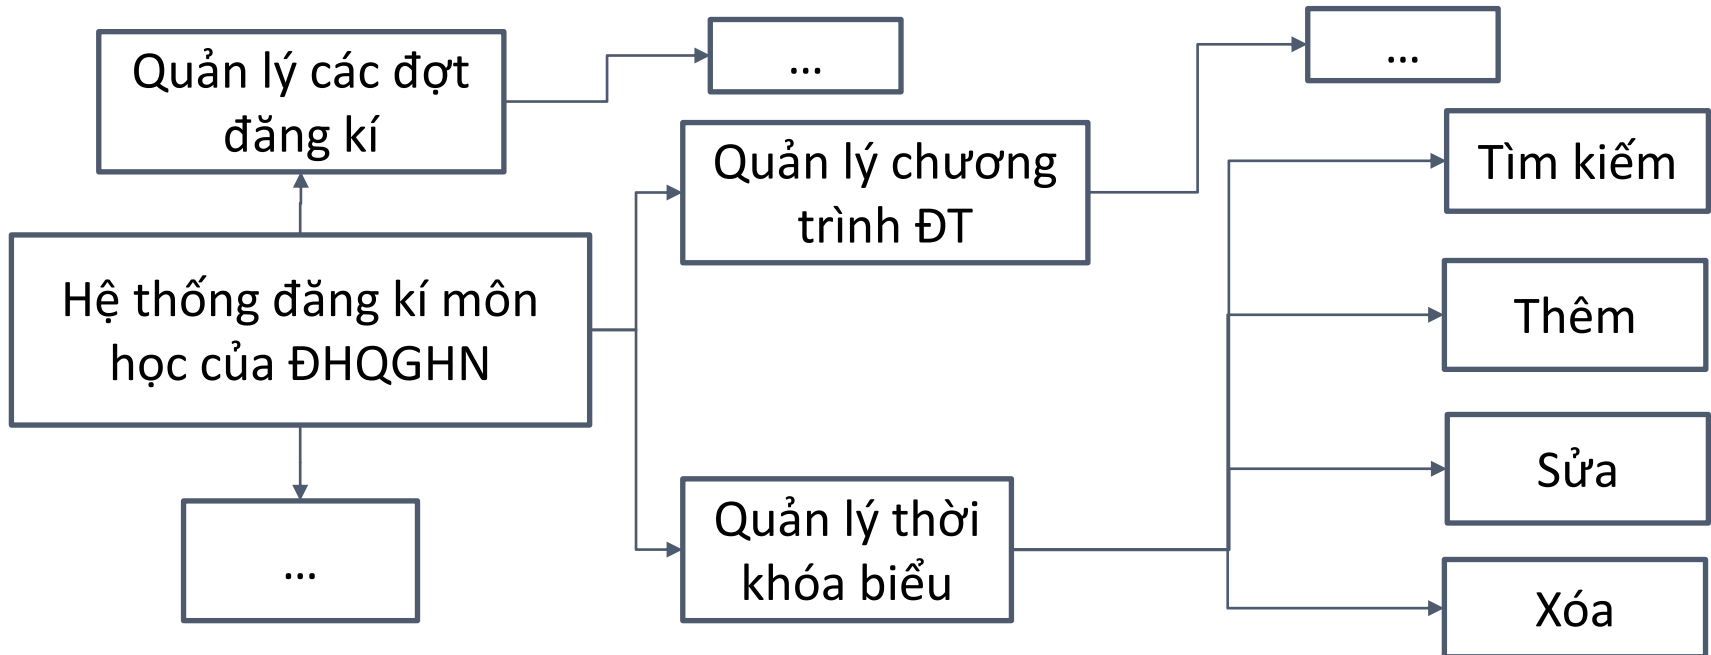 Quản lý các đợt
đăng kí
...
...
Quản lý chương
trình ĐT
Tìm kiếm
Hệ thống đăng kí môn
học của ĐHQGHN
Thêm
Sửa
Quản lý thời
khóa biểu
...
Xóa